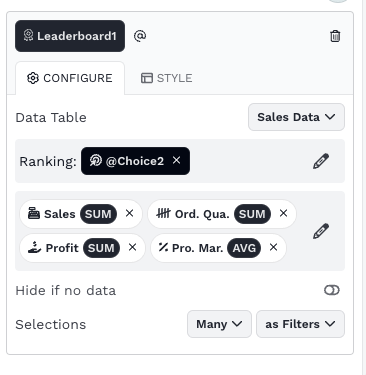 Leaderboard1 @
CONFIGURE STYLE
Data Table Sales Data
Ranking: @Choice2 ×
Sales SUM × Ord. Qua. SUM ×
Profit SUM × Pro. Mar. AVG ×
Hide if no data
Selections Many as Filters